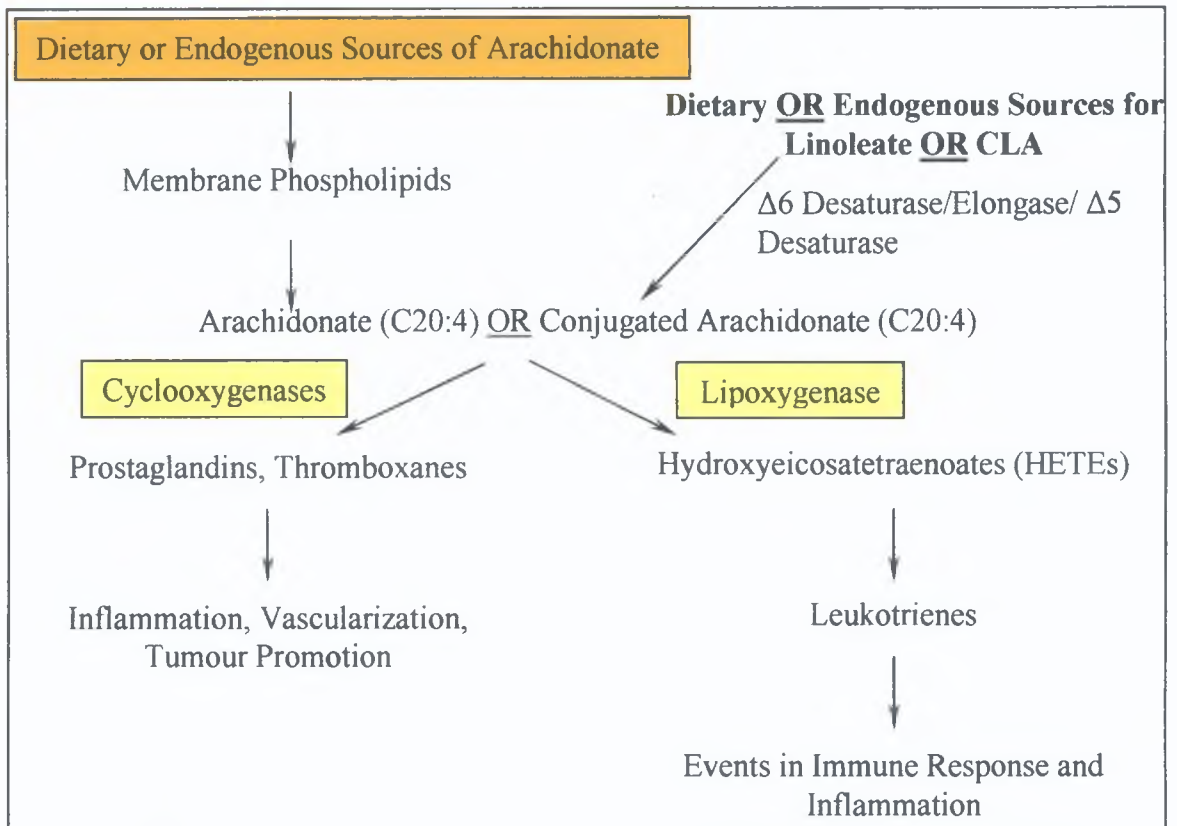 Dietary or Endogenous Sources of Arachidonate
Dietary OR Endogenous Sources for
Linoleate OR CLA
Membrane Phospholipids
Δ6 Desaturase/Elongase/ Δ5
Desaturase
Arachidonate (C20:4) OR Conjugated Arachidonate (C20:4)
Cyclooxygenases
Lipoxygenase
Prostaglandins, Thromboxanes
Hydroxyeicosatetraenoates (HETEs)
Inflammation, Vascularization,
Tumour Promotion
Leukotrienes
Events in Immune Response and
Inflammation